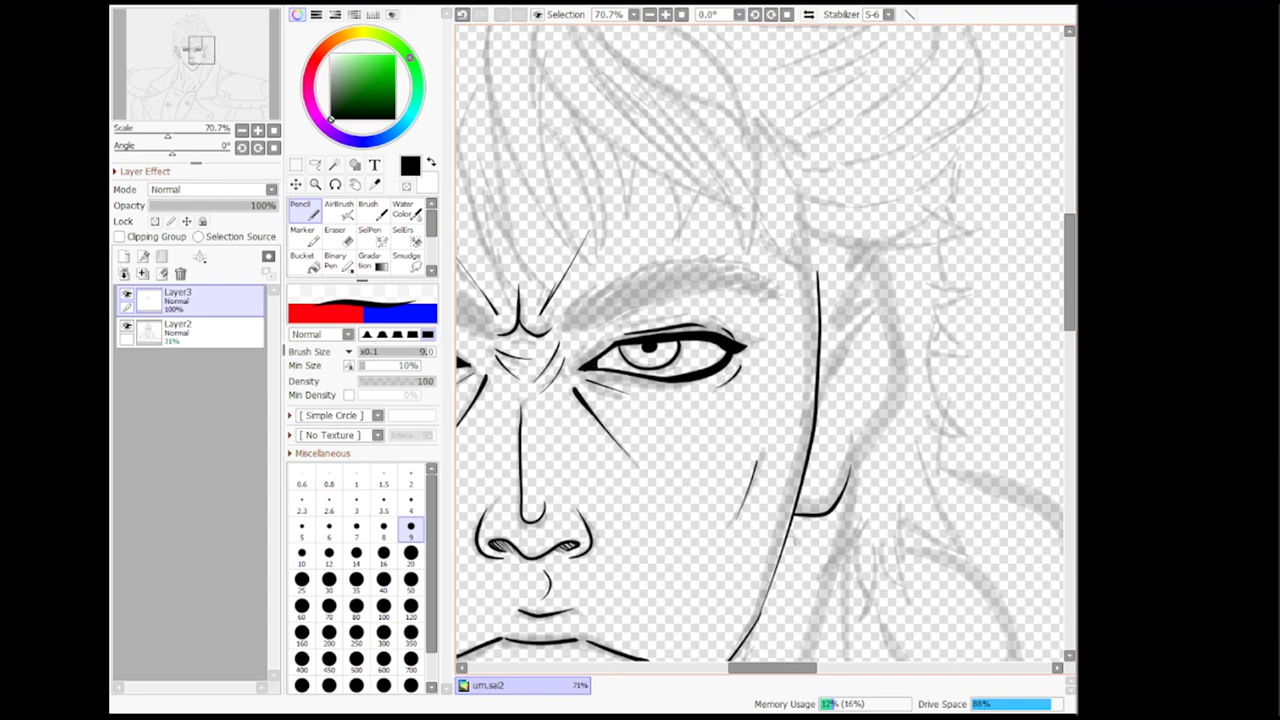 Selection 70.7% 0.0° Stabilizer S-6
Scale 70.7%
Angle 0°
Layer Effect
Mode Normal
Opacity 100%
Lock
Clipping Group Selection Source
Layer3
Normal
100%
Layer2
Normal
31%
T
Pencil AirBrush Brush Water Color
Marker Eraser SelPen SelErs
Bucket Binary Pen Grada-tion Smudge
Normal
Brush Size x0.1 9.0
Min Size 10%
Density 100
Min Density 0%
[ Simple Circle ]
[ No Texture ]
Miscellaneous
0.6 0.8 1 1.5 2
2.3 2.6 3 3.5 4
5 6 7 8 9
10 12 14 16 20
25 30 35 40 50
60 70 80 100 120
160 200 250 300 350
400 450 500 600 700
um.sai2 71%
Memory Usage 12% (16%) Drive Space 88%